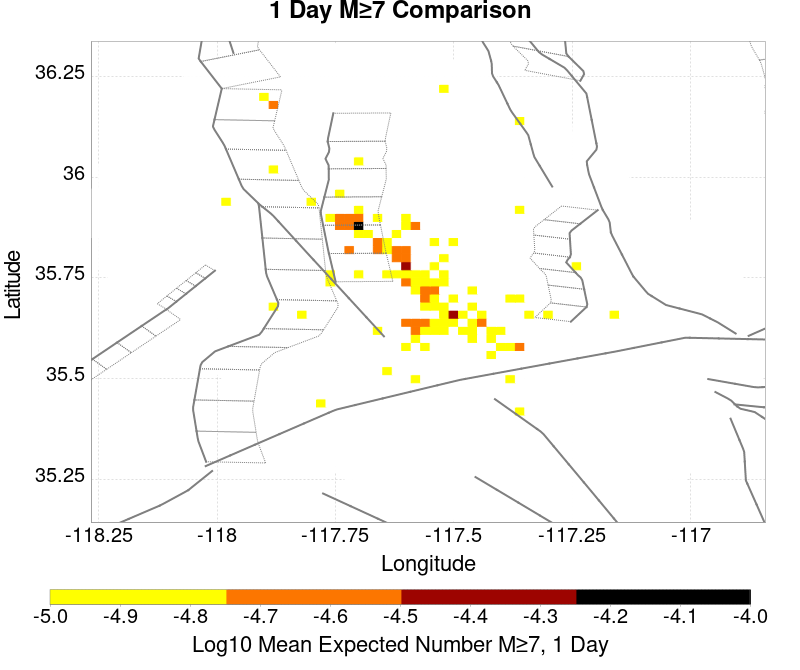 1 Day M≥7 Comparison
36.25
36
35.75
35.5
35.25
Latitude
-118.25 -118 -117.75 -117.5 -117.25 -117
Longitude
-5.0 -4.9 -4.8 -4.7 -4.6 -4.5 -4.4 -4.3 -4.2 -4.1 -4.0
Log10 Mean Expected Number M≥7, 1 Day